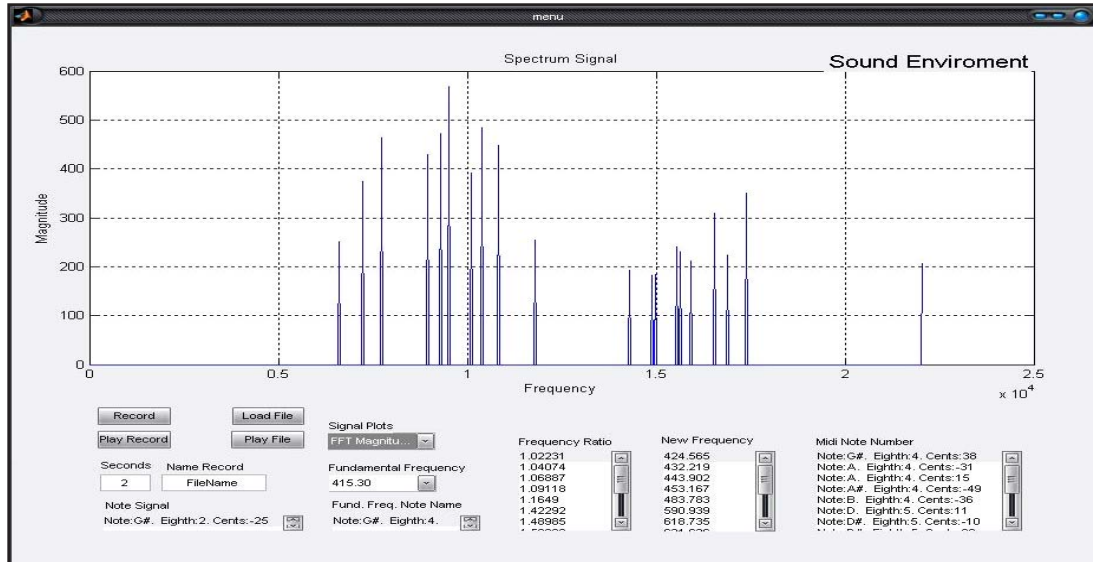 menu
Spectrum Signal
Sound Enviroment
600
500
400
300
200
100
0
Magnitude
0 0.5 1 1.5 2 2.5
Frequency
x 10^4
Record Load File
Play Record Play File
Signal Plots
FFT Magnitu...
Seconds Name Record
2 FileName
Fundamental Frequency
415.30
Note Signal
Note:G#. Eighth:2. Cents:-25
Fund. Freq. Note Name
Note:G#. Eighth:4.
Frequency Ratio
1.02231
1.04074
1.06887
1.09118
1.1649
1.42292
1.48985
New Frequency
424.565
432.219
443.902
453.167
483.783
590.939
618.735
Midi Note Number
Note:G#. Eighth:4. Cents:38
Note:A. Eighth:4. Cents:-31
Note:A. Eighth:4. Cents:15
Note:A#. Eighth:4. Cents:-49
Note:B. Eighth:4. Cents:-36
Note:D. Eighth:5. Cents:11
Note:D#. Eighth:5. Cents:-10